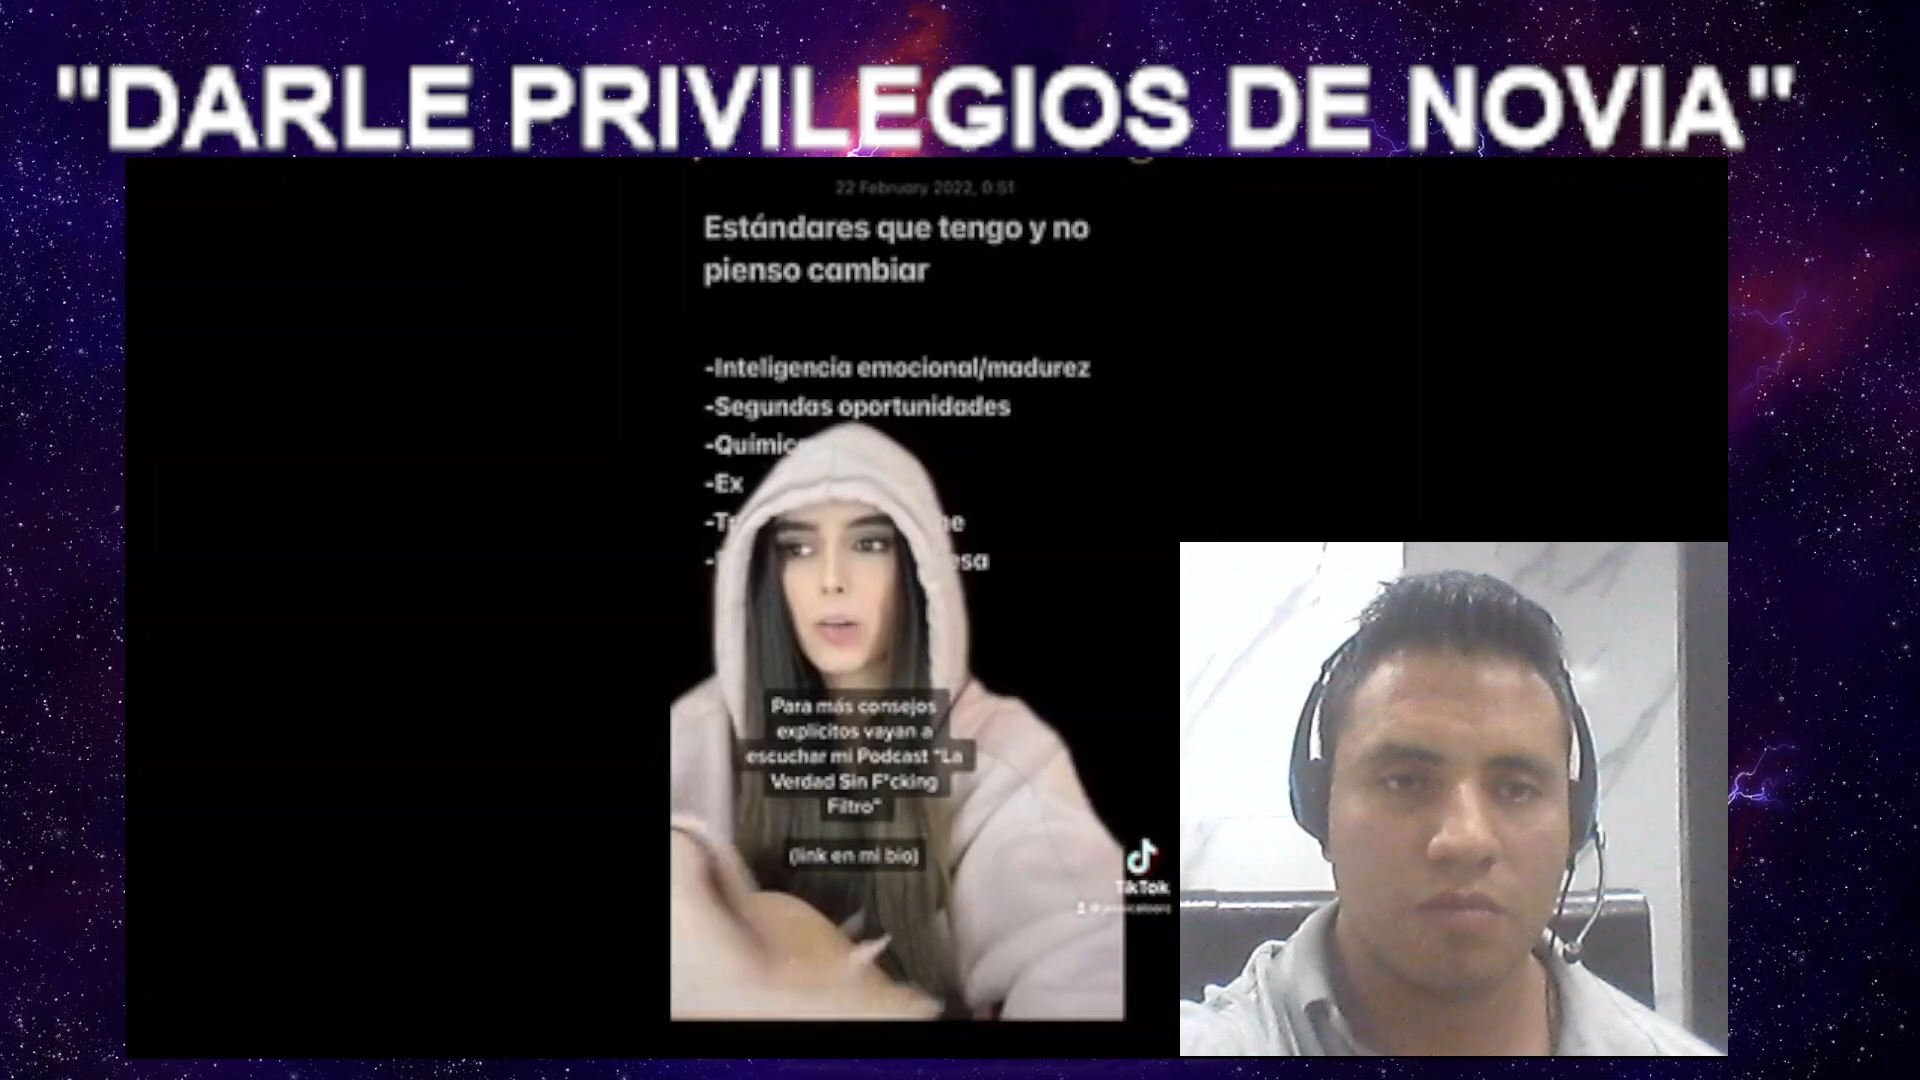 "DARLE PRIVILEGIOS DE NOVIA"
22 February 2022, 0:51
Estándares que tengo y no
pienso cambiar
-Inteligencia emocional/madurez
-Segundas oportunidades
-Ex
Para más consejos
explícitos vayan a
escuchar mi Podcast "La
Verdad Sin F*cking
Filtro"
(link en mi bio)
TikTok